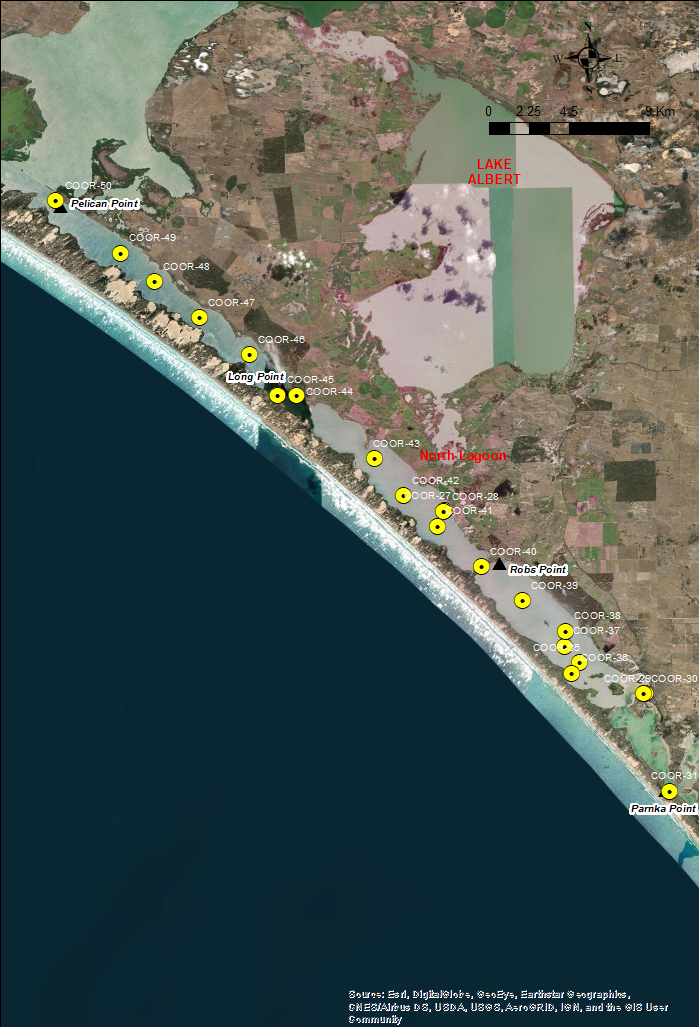 N
W
E
S
0 2.25 4.5 9 Km
LAKE
ALBERT
COOR-50
Pelican Point
COOR-49
COOR-48
COOR-47
COOR-46
Long Point
COOR-45
COOR-44
COOR-43
North Lagoon
COOR-42
COOR-27
COOR-28
COOR-41
COOR-40
Robs Point
COOR-39
COOR-38
COOR-37
COOR-36
COOR-29
COOR-30
COOR-31
Parnka Point
Source: Esri, DigitalGlobe, GeoEye, Earthstar Geographics,
CNES/Airbus DS, USDA, USGS, AeroGRID, IGN, and the GIS User
Community